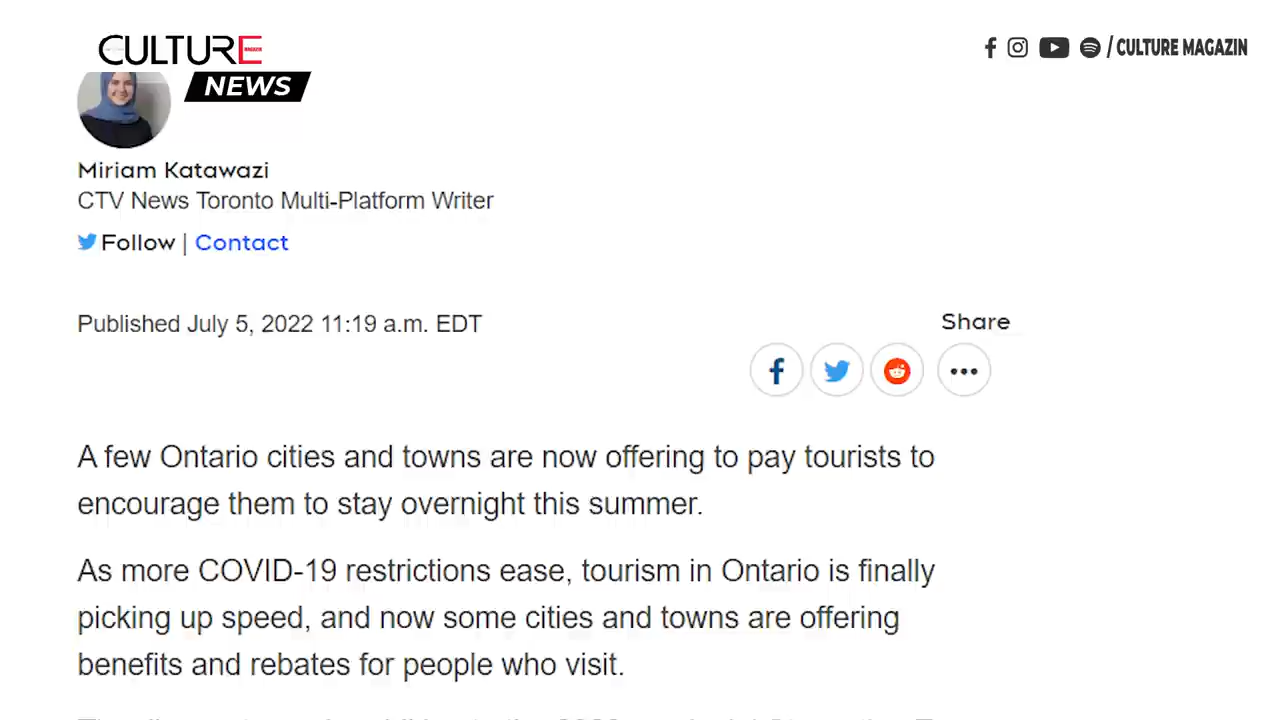 CULTURE
NEWS
/ CULTURE MAGAZIN
Miriam Katawazi
CTV News Toronto Multi-Platform Writer
Follow | Contact
Published July 5, 2022 11:19 a.m. EDT
Share
A few Ontario cities and towns are now offering to pay tourists to
encourage them to stay overnight this summer.
As more COVID-19 restrictions ease, tourism in Ontario is finally
picking up speed, and now some cities and towns are offering
benefits and rebates for people who visit.